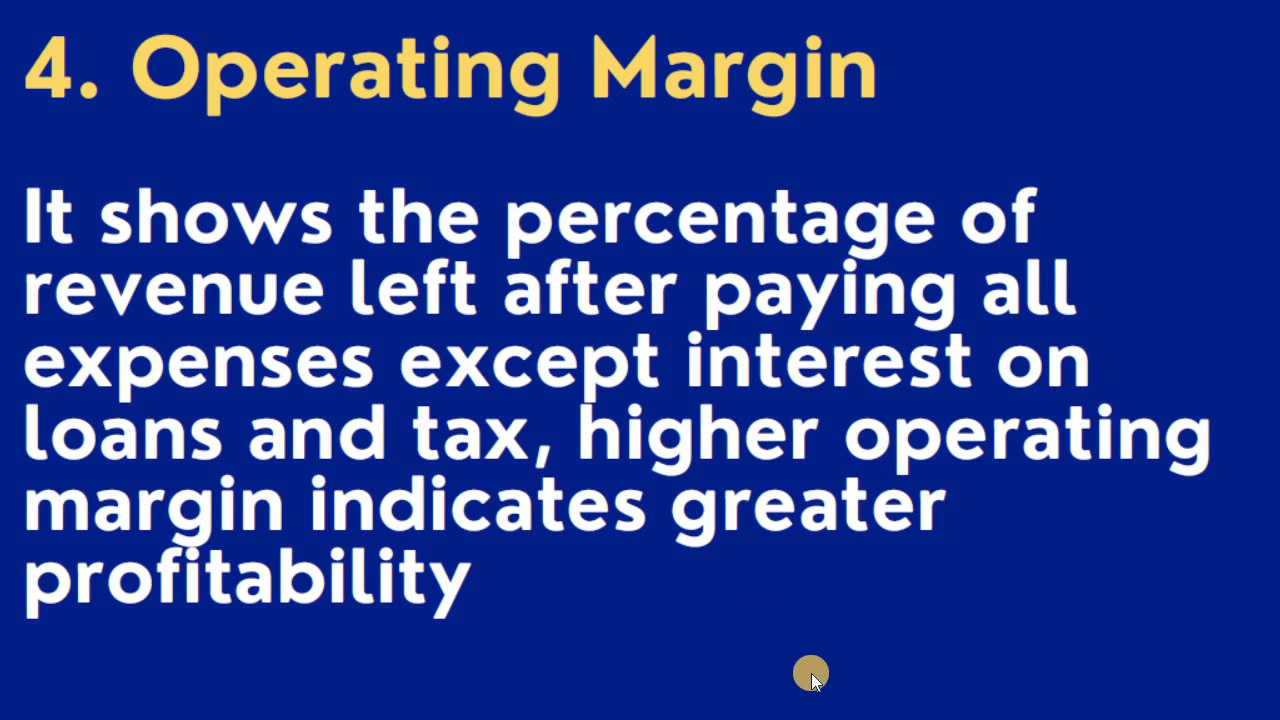 4. Operating Margin
It shows the percentage of
revenue left after paying all
expenses except interest on
loans and tax, higher operating
margin indicates greater
profitability